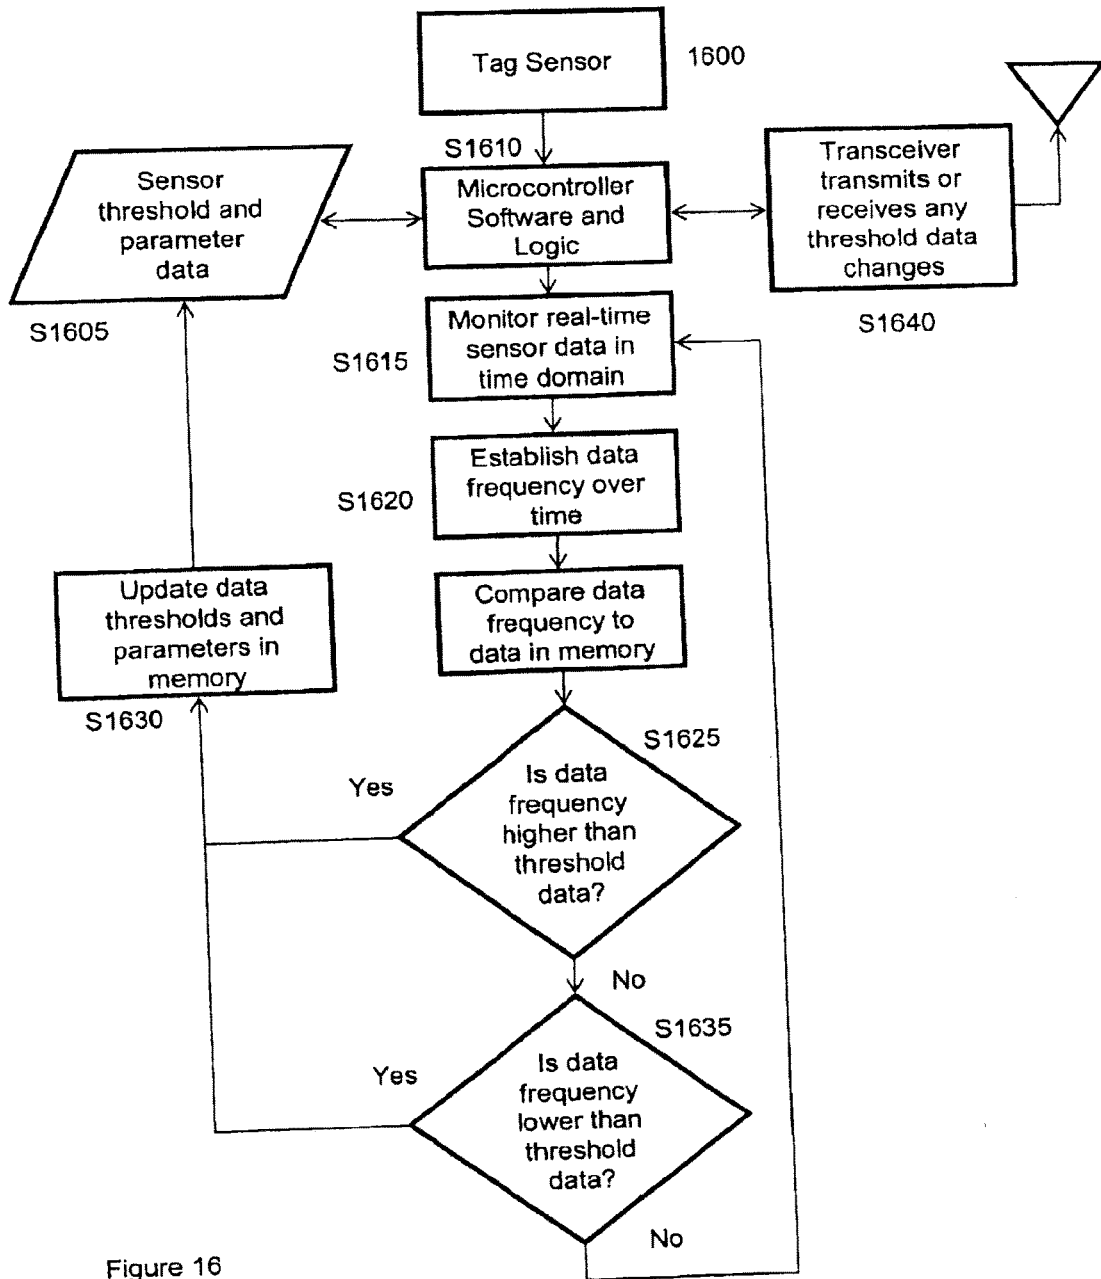 Tag Sensor
1600
S1610
Sensor
threshold and
parameter
data
Microcontroller
Software and
Logic
Transceiver
transmits or
receives any
threshold data
changes
S1605
S1640
S1615
Monitor real-time
sensor data in
time domain
S1620
Establish data
frequency over
time
Update data
thresholds and
parameters in
memory
Compare data
frequency to
data in memory
S1630
S1625
Yes
Is data
frequency
higher than
threshold
data?
No
S1635
Yes
Is data
frequency
lower than
threshold
data?
No
Figure 16